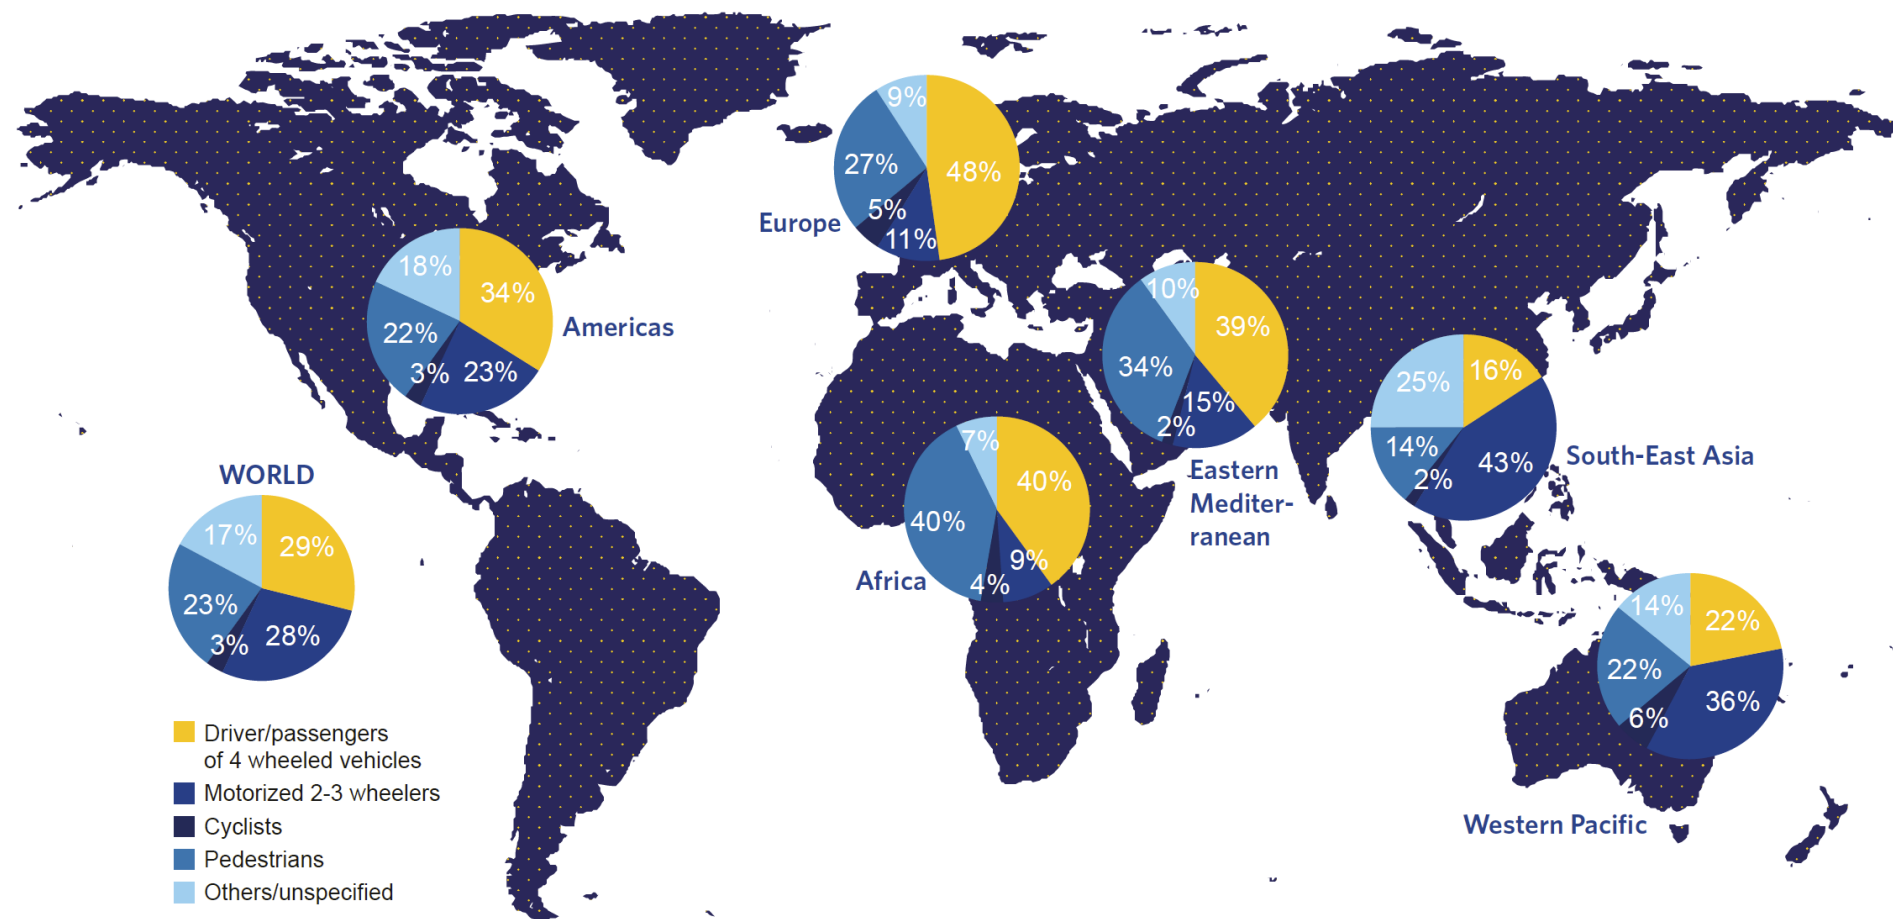 9%
48%
27%
5%
11%
Europe
18%
34%
22%
3%
23%
Americas
10%
39%
34%
15%
2%
Eastern
Mediter-
ranean
25%
16%
14%
2%
43%
South-East Asia
7%
40%
40%
9%
4%
Africa
WORLD
17%
29%
23%
3%
28%
14%
22%
22%
6%
36%
Western Pacific
Driver/passengers
of 4 wheeled vehicles
Motorized 2-3 wheelers
Cyclists
Pedestrians
Others/unspecified